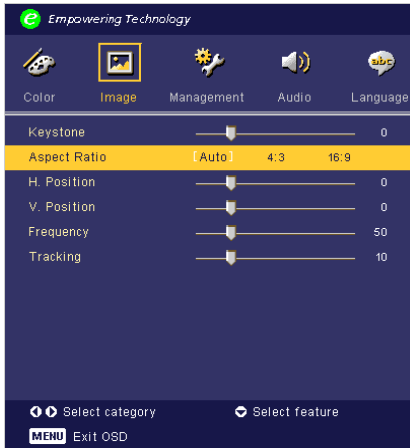 e Empowering Technology
Color Image Management Audio Language
abc
Keystone 0
Aspect Ratio [Auto] 4:3 16:9
H. Position 0
V. Position 0
Frequency 50
Tracking 10
Select category Select feature
MENU Exit OSD